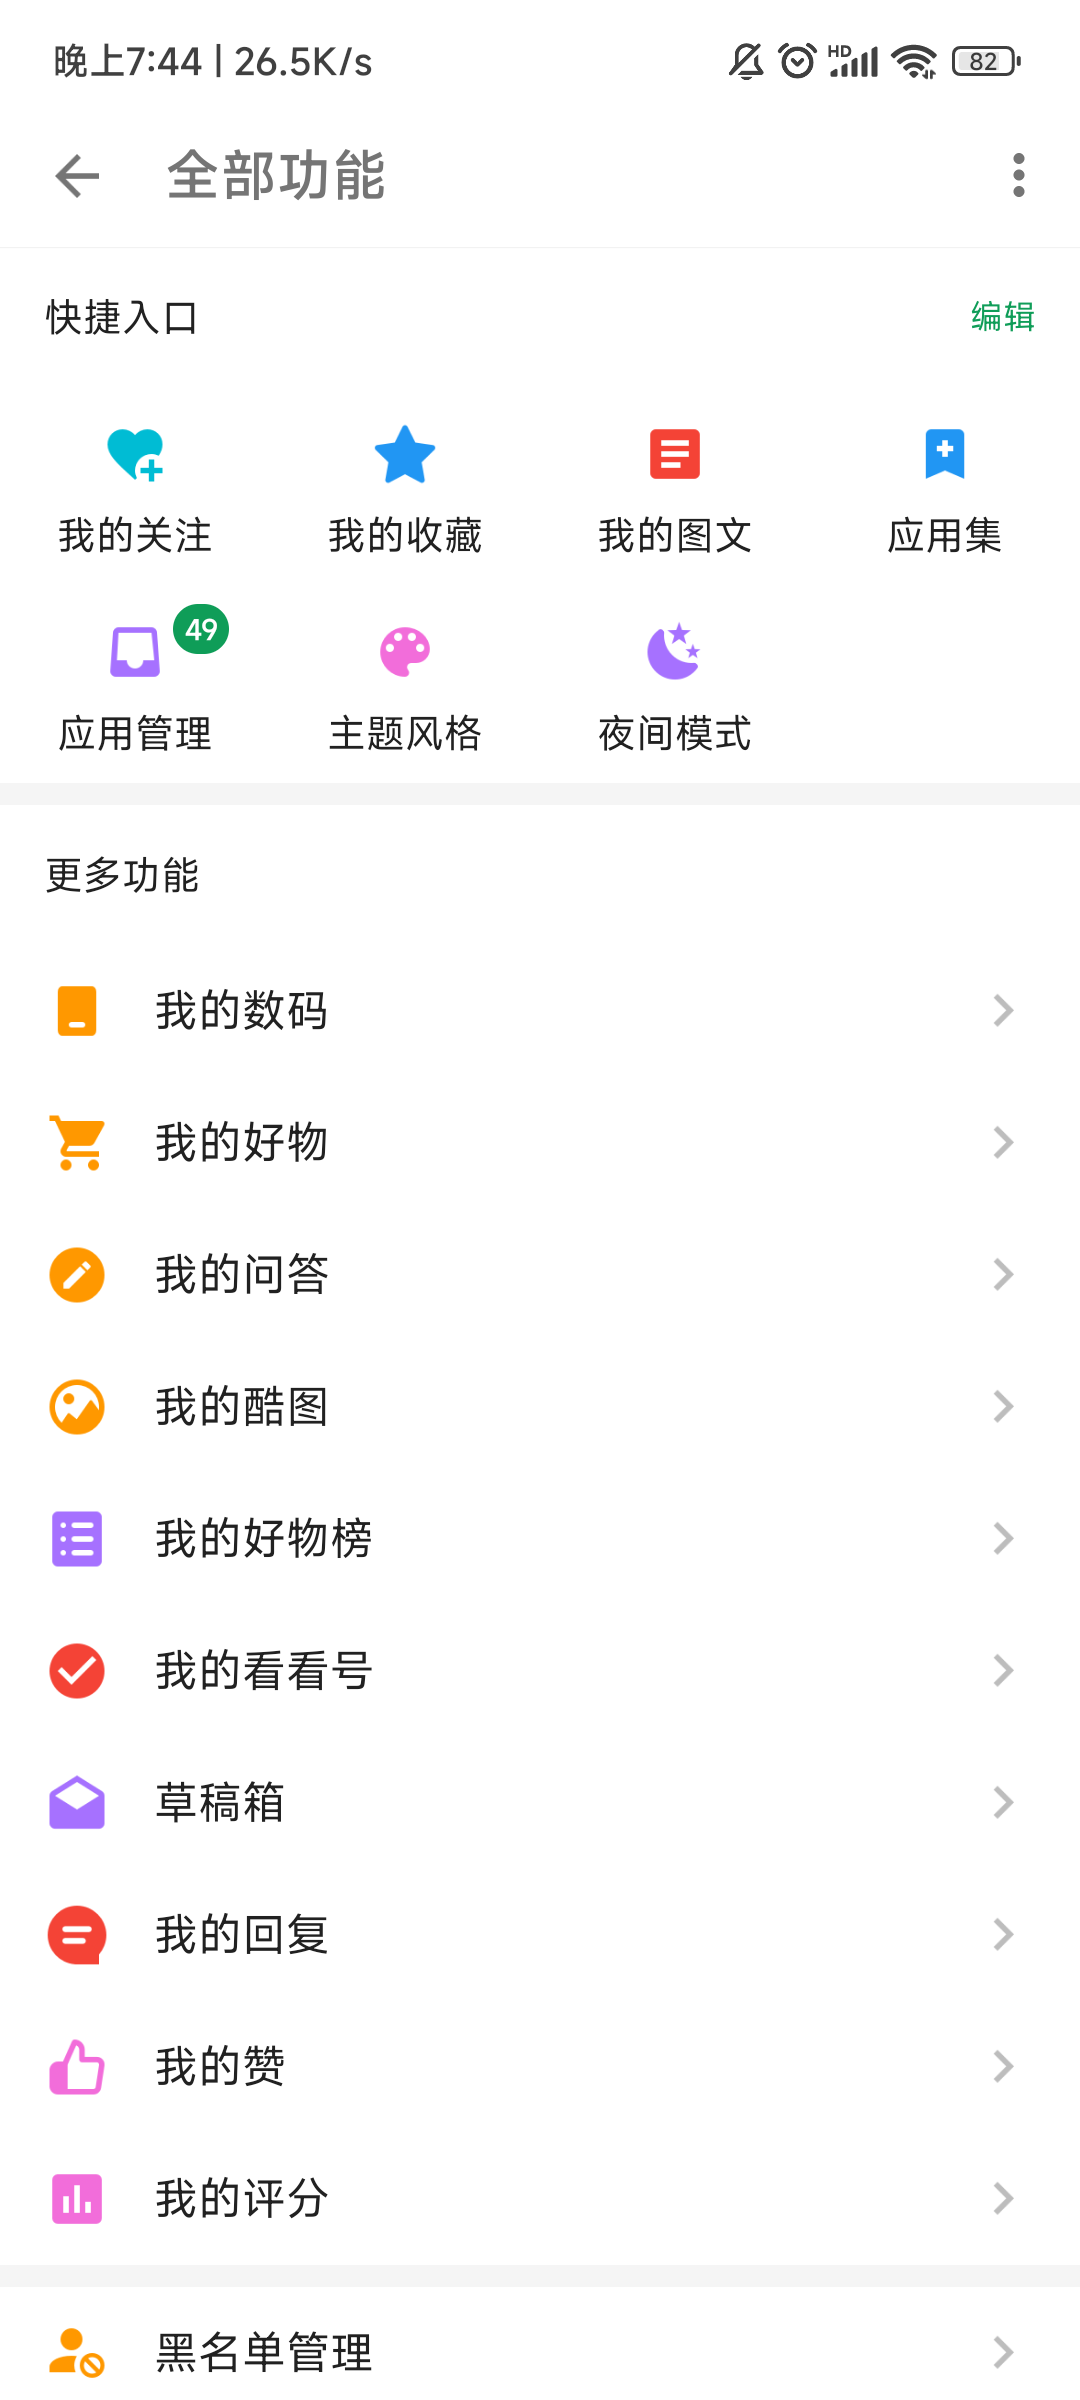 晚上7:44 | 26.5K/s HD 82
全部功能
快捷入口 编辑
我的关注 我的收藏 我的图文 应用集
49
应用管理 主题风格 夜间模式
更多功能
我的数码
我的好物
我的问答
我的酷图
我的好物榜
我的看看号
草稿箱
我的回复
我的赞
我的评分
黑名单管理